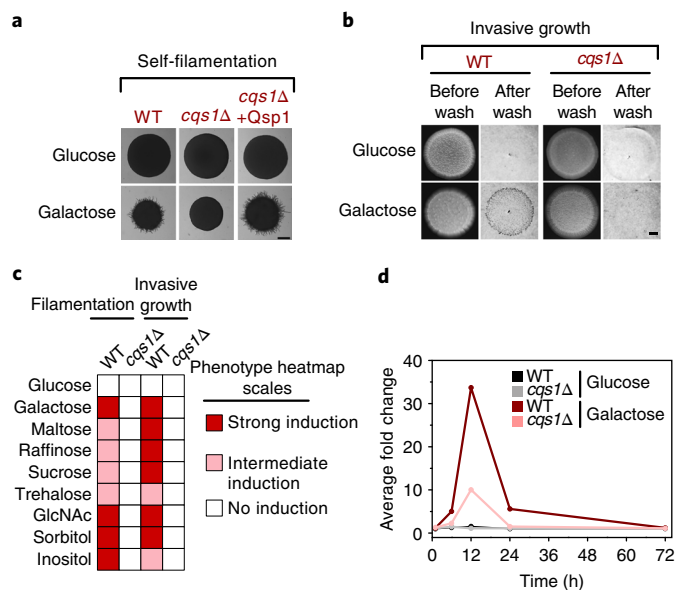 a
Self-filamentation
WT
cqs1Δ
cqs1Δ
+Qsp1
Glucose
Galactose
b
Invasive growth
WT
cqs1Δ
Before
wash
After
wash
Before
wash
After
wash
Glucose
Galactose
c
Filamentation
Invasive
growth
WT
cqs1Δ
WT
cqs1Δ
Glucose
Galactose
Maltose
Raffinose
Sucrose
Trehalose
GlcNAc
Sorbitol
Inositol
Phenotype heatmap
scales
Strong induction
Intermediate
induction
No induction
d
Average fold change
40
30
20
10
0
WT
cqs1Δ
Glucose
WT
cqs1Δ
Galactose
0 12 24 36 48 60 72
Time (h)